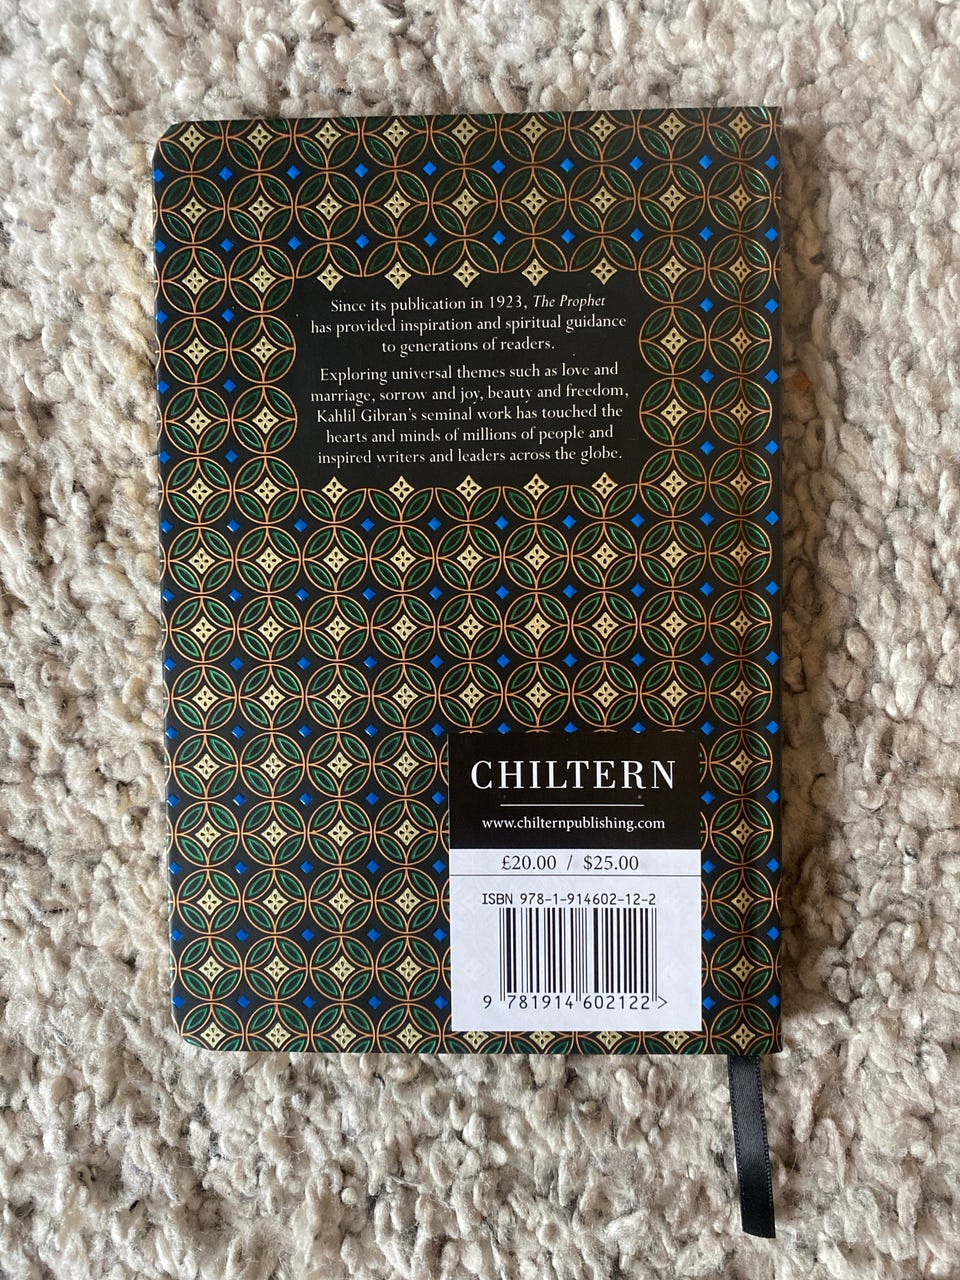 Since its publication in 1923, The Prophet
has provided inspiration and spiritual guidance
to generations of readers.
Exploring universal themes such as love and
marriage, sorrow and joy, beauty and freedom,
Kahlil Gibran's seminal work has touched the
hearts and minds of millions of people and
inspired writers and leaders across the globe.
CHILTERN
www.chilternpublishing.com
£20.00 / $25.00
ISBN 978-1-914602-12-2
9 781914 602122 >